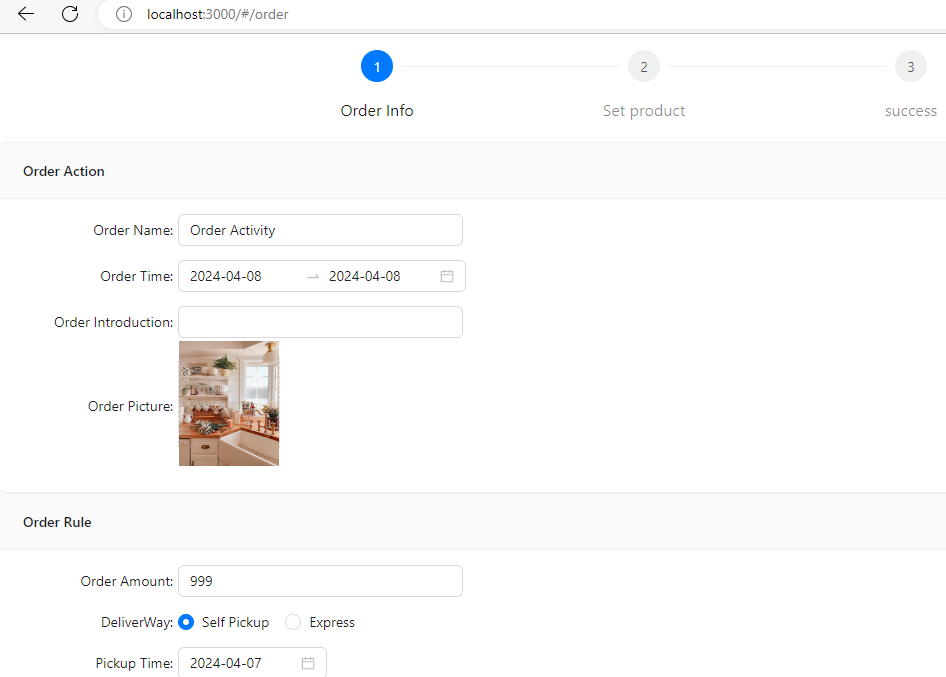 localhost:3000/#/order
1
2
3
Order Info
Set product
success
Order Action
Order Name: Order Activity
Order Time: 2024-04-08 → 2024-04-08
Order Introduction:
Order Picture:
Order Rule
Order Amount: 999
DeliverWay: Self Pickup Express
Pickup Time: 2024-04-07